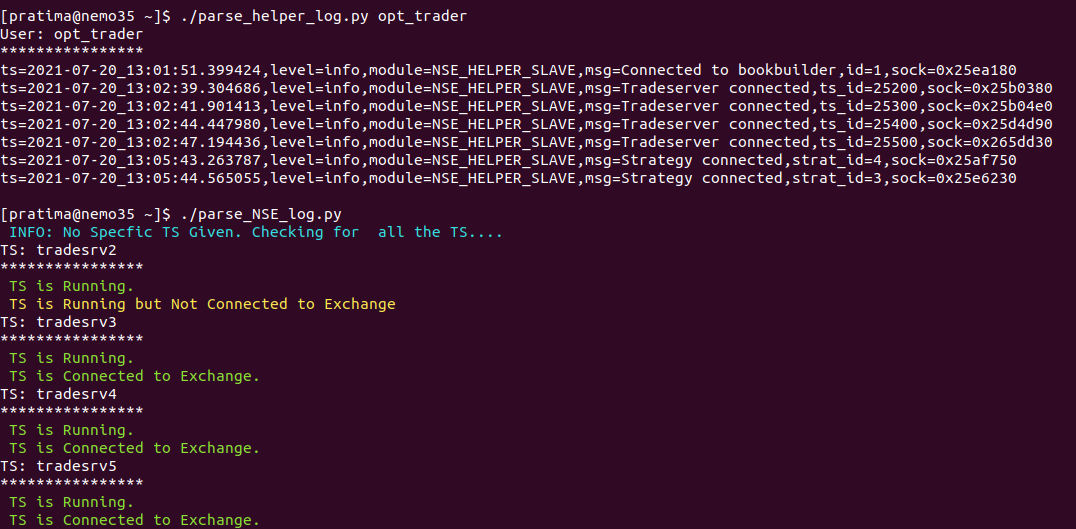 [pratima@nemo35 ~]$ ./parse_helper_log.py opt_trader
User: opt_trader
****************
ts=2021-07-20_13:01:51.399424,level=info,module=NSE_HELPER_SLAVE,msg=Connected to bookbuilder,id=1,sock=0x25ea180
ts=2021-07-20_13:02:39.304686,level=info,module=NSE_HELPER_SLAVE,msg=Tradeserver connected,ts_id=25200,sock=0x25b0380
ts=2021-07-20_13:02:41.901413,level=info,module=NSE_HELPER_SLAVE,msg=Tradeserver connected,ts_id=25300,sock=0x25b04e0
ts=2021-07-20_13:02:44.447980,level=info,module=NSE_HELPER_SLAVE,msg=Tradeserver connected,ts_id=25400,sock=0x25d4d90
ts=2021-07-20_13:02:47.194436,level=info,module=NSE_HELPER_SLAVE,msg=Tradeserver connected,ts_id=25500,sock=0x265dd30
ts=2021-07-20_13:05:43.263787,level=info,module=NSE_HELPER_SLAVE,msg=Strategy connected,strat_id=4,sock=0x25af750
ts=2021-07-20_13:05:44.565055,level=info,module=NSE_HELPER_SLAVE,msg=Strategy connected,strat_id=3,sock=0x25e6230
[pratima@nemo35 ~]$ ./parse_NSE_log.py
INFO: No Specfic TS Given. Checking for  all the TS....
TS: tradesrv2
****************
TS is Running.
TS is Running but Not Connected to Exchange
TS: tradesrv3
****************
TS is Running.
TS is Connected to Exchange.
TS: tradesrv4
****************
TS is Running.
TS is Connected to Exchange.
TS: tradesrv5
****************
TS is Running.
TS is Connected to Exchange.